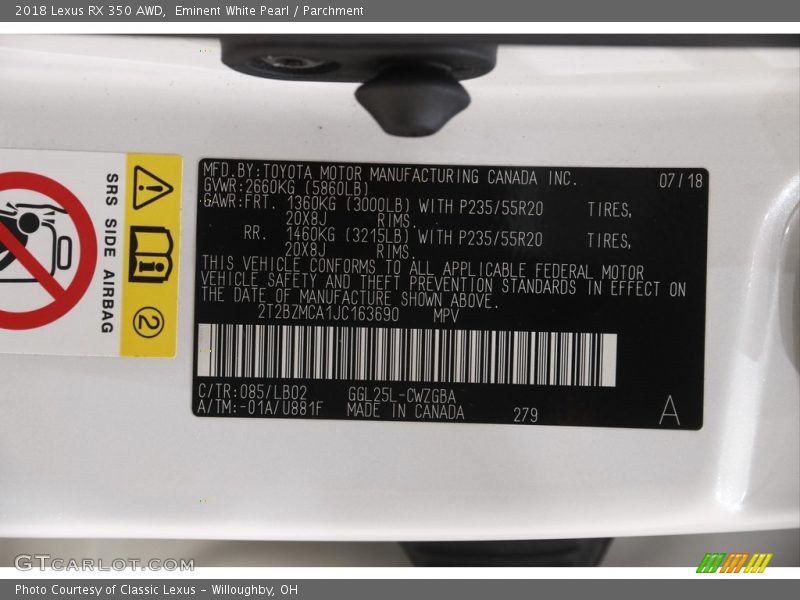 2018 Lexus RX 350 AWD,  Eminent White Pearl / Parchment
MFD. BY: TOYOTA MOTOR MANUFACTURING CANADA INC. 07/18
GVWR: 2660KG (5860LB)
GAWR: FRT. 1360KG (3000LB) WITH P235/55R20 TIRES,
20X8J RIMS.
RR. 1460KG (3215LB) WITH P235/55R20 TIRES,
20X8J RIMS.
THIS VEHICLE CONFORMS TO ALL APPLICABLE FEDERAL MOTOR
VEHICLE SAFETY AND THEFT PREVENTION STANDARDS IN EFFECT ON
THE DATE OF MANUFACTURE SHOWN ABOVE.
2T2BZMCA1JC163690 MPV
C/TR: 085/LB02 GGL25L-CWZGBA
A/TM: -01A/U881F MADE IN CANADA 279 A
SRS SIDE AIRBAG
2
GTCARLOT.COM
Photo Courtesy of Classic Lexus - Willoughby, OH